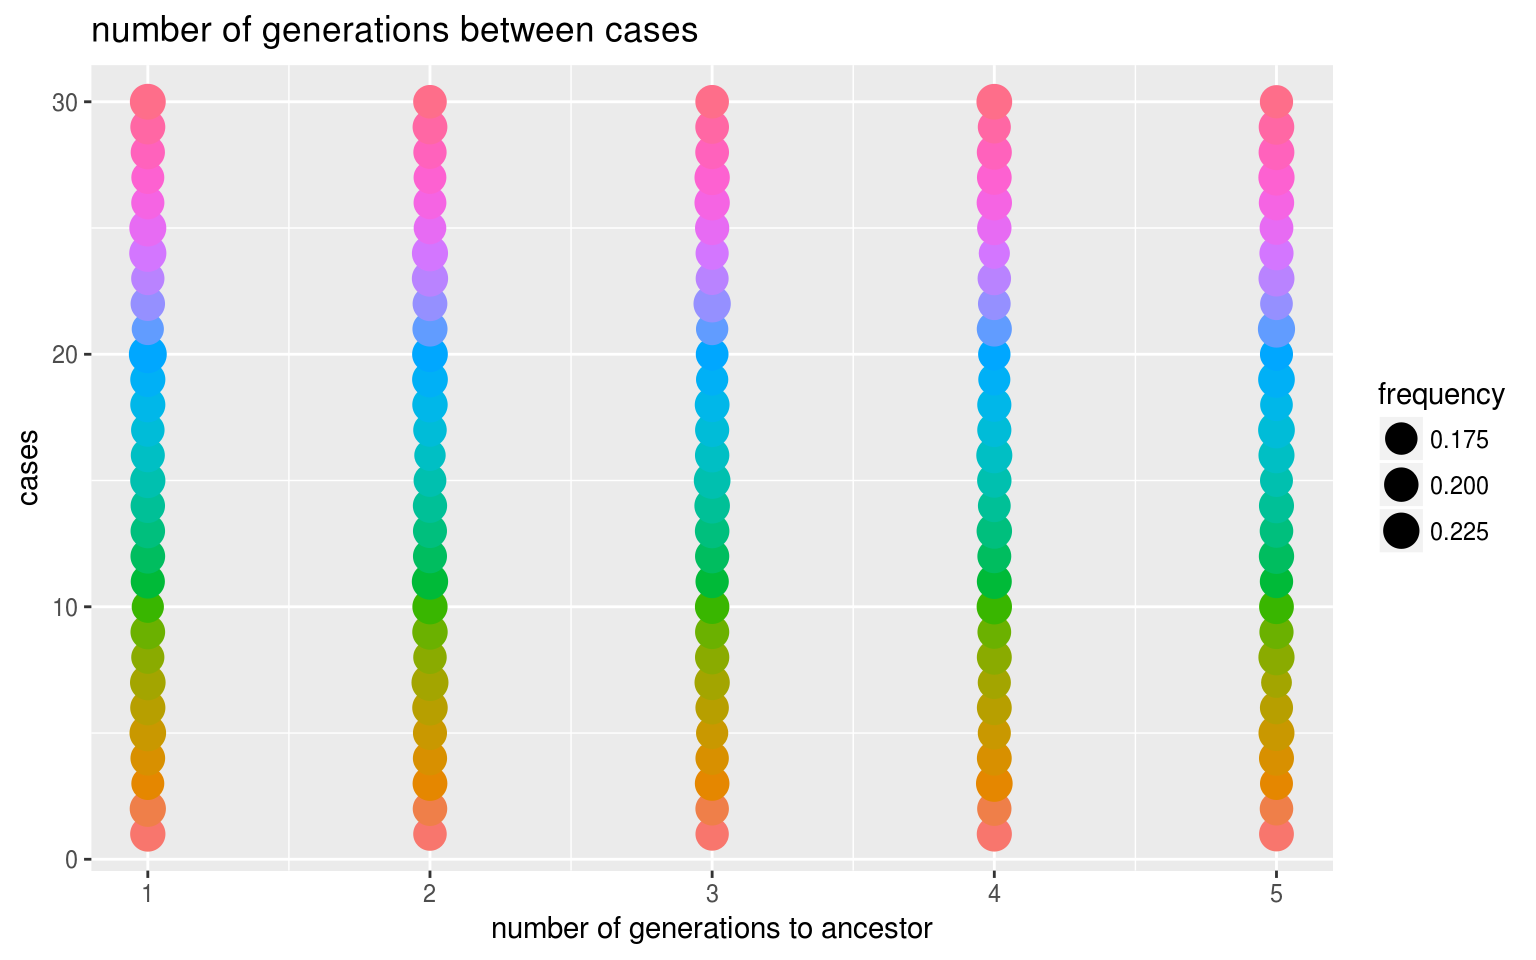 number of generations between cases
30
20
10
0
cases
1 2 3 4 5
number of generations to ancestor
frequency
0.175
0.200
0.225